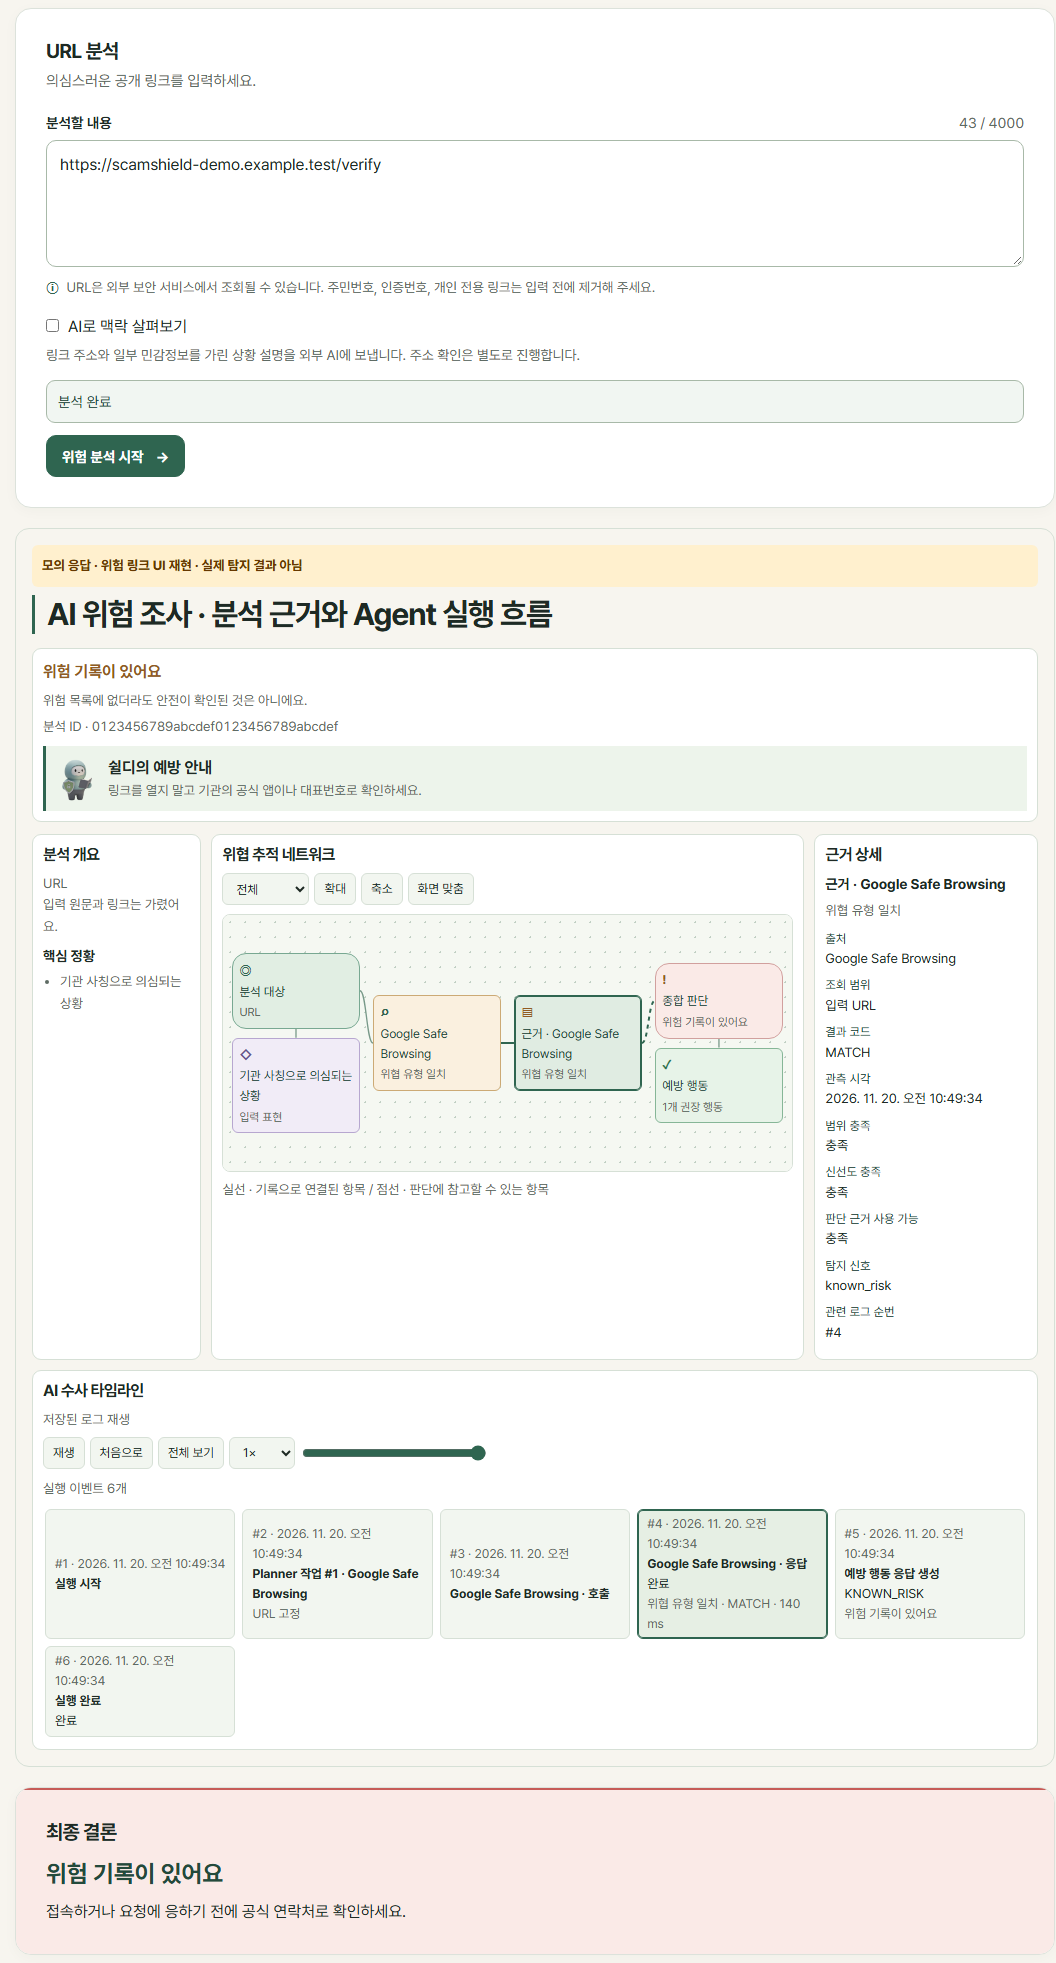 URL 분석
의심스러운 공개 링크를 입력하세요.
분석할 내용
43 / 4000
https://scamshield-demo.example.test/verify
URL은 외부 보안 서비스에서 조회될 수 있습니다. 주민번호, 인증번호, 개인 전용 링크는 입력 전에 제거해 주세요.
AI로 맥락 살펴보기
링크 주소와 일부 민감정보를 가린 상황 설명을 외부 AI에 보냅니다. 주소 확인은 별도로 진행합니다.
분석 완료
위험 분석 시작 →
모의 응답 · 위험 링크 UI 재현 · 실제 탐지 결과 아님
AI 위험 조사 · 분석 근거와 Agent 실행 흐름
위험 기록이 있어요
위험 목록에 없더라도 안전이 확인된 것은 아니에요.
분석 ID · 0123456789abcdef0123456789abcdef
쉴디의 예방 안내
링크를 열지 말고 기관의 공식 앱이나 대표번호로 확인하세요.
분석 개요
URL
입력 원문과 링크는 가렸어
요.
핵심 정황
• 기관 사칭으로 의심되는
상황
위협 추적 네트워크
전체
확대
축소
화면 맞춤
분석 대상
URL
기관 사칭으로 의심되는
상황
입력 표현
Google Safe
Browsing
위협 유형 일치
근거 · Google Safe
Browsing
위협 유형 일치
!
종합 판단
위험 기록이 있어요
✓
예방 행동
1개 권장 행동
실선 · 기록으로 연결된 항목 / 점선 · 판단에 참고할 수 있는 항목
근거 상세
근거 · Google Safe Browsing
위협 유형 일치
출처
Google Safe Browsing
조회 범위
입력 URL
결과 코드
MATCH
관측 시각
2026. 11. 20. 오전 10:49:34
범위 충족
충족
신선도 충족
충족
판단 근거 사용 가능
충족
탐지 신호
known_risk
관련 로그 순번
#4
AI 수사 타임라인
저장된 로그 재생
재생
처음으로
전체 보기
1×
실행 이벤트 6개
#1 · 2026. 11. 20. 오전 10:49:34
실행 시작
#2 · 2026. 11. 20. 오전
10:49:34
Planner 작업 #1 · Google Safe
Browsing
URL 고정
#3 · 2026. 11. 20. 오전
10:49:34
Google Safe Browsing · 호출
#4 · 2026. 11. 20. 오전
10:49:34
Google Safe Browsing · 응답
완료
위협 유형 일치 · MATCH · 140
ms
#5 · 2026. 11. 20. 오전
10:49:34
예방 행동 응답 생성
KNOWN_RISK
위험 기록이 있어요
#6 · 2026. 11. 20. 오전
10:49:34
실행 완료
완료
최종 결론
위험 기록이 있어요
접속하거나 요청에 응하기 전에 공식 연락처로 확인하세요.